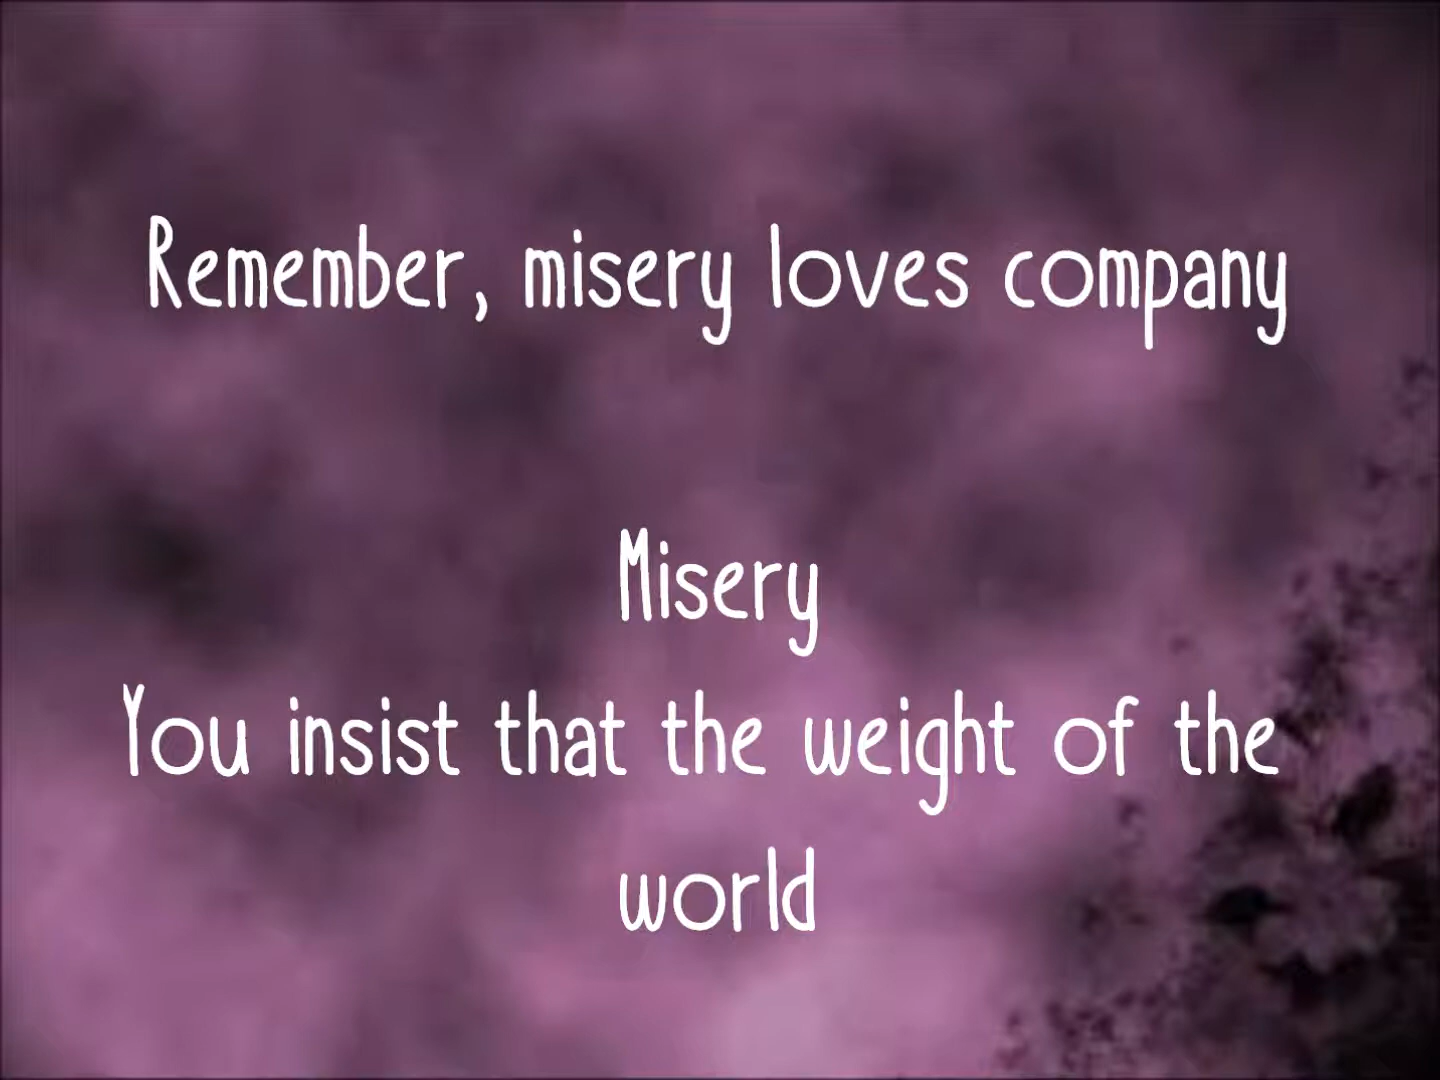 Remember, misery loves company
Misery
You insist that the weight of the
world